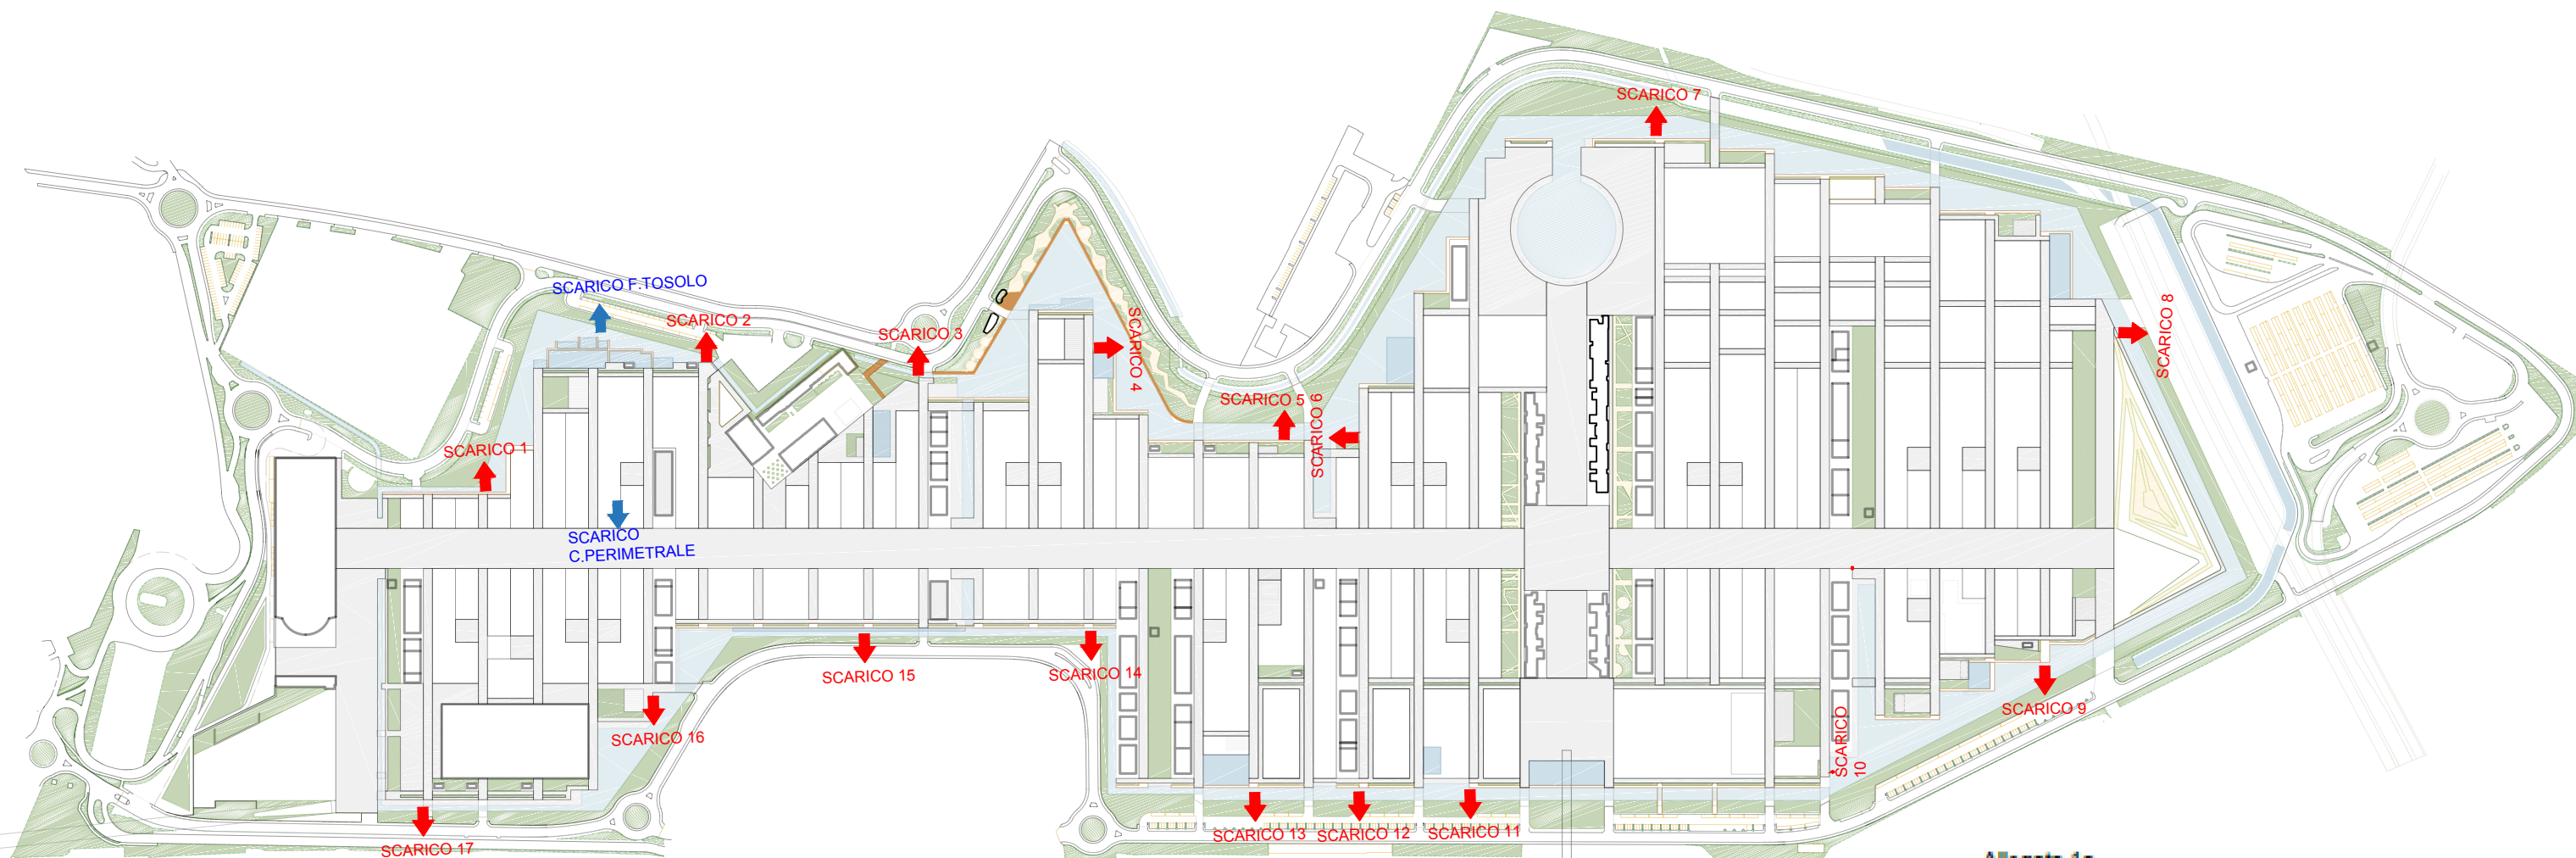 SCARICO 7
SCARICO F.TOSOLO
SCARICO 2
SCARICO 3
SCARICO 4
SCARICO 8
SCARICO 1
SCARICO 5
SCARICO 6
SCARICO
C.PERIMETRALE
SCARICO 15
SCARICO 14
SCARICO 16
SCARICO 9
SCARICO
10
SCARICO 13
SCARICO 12
SCARICO 11
SCARICO 17